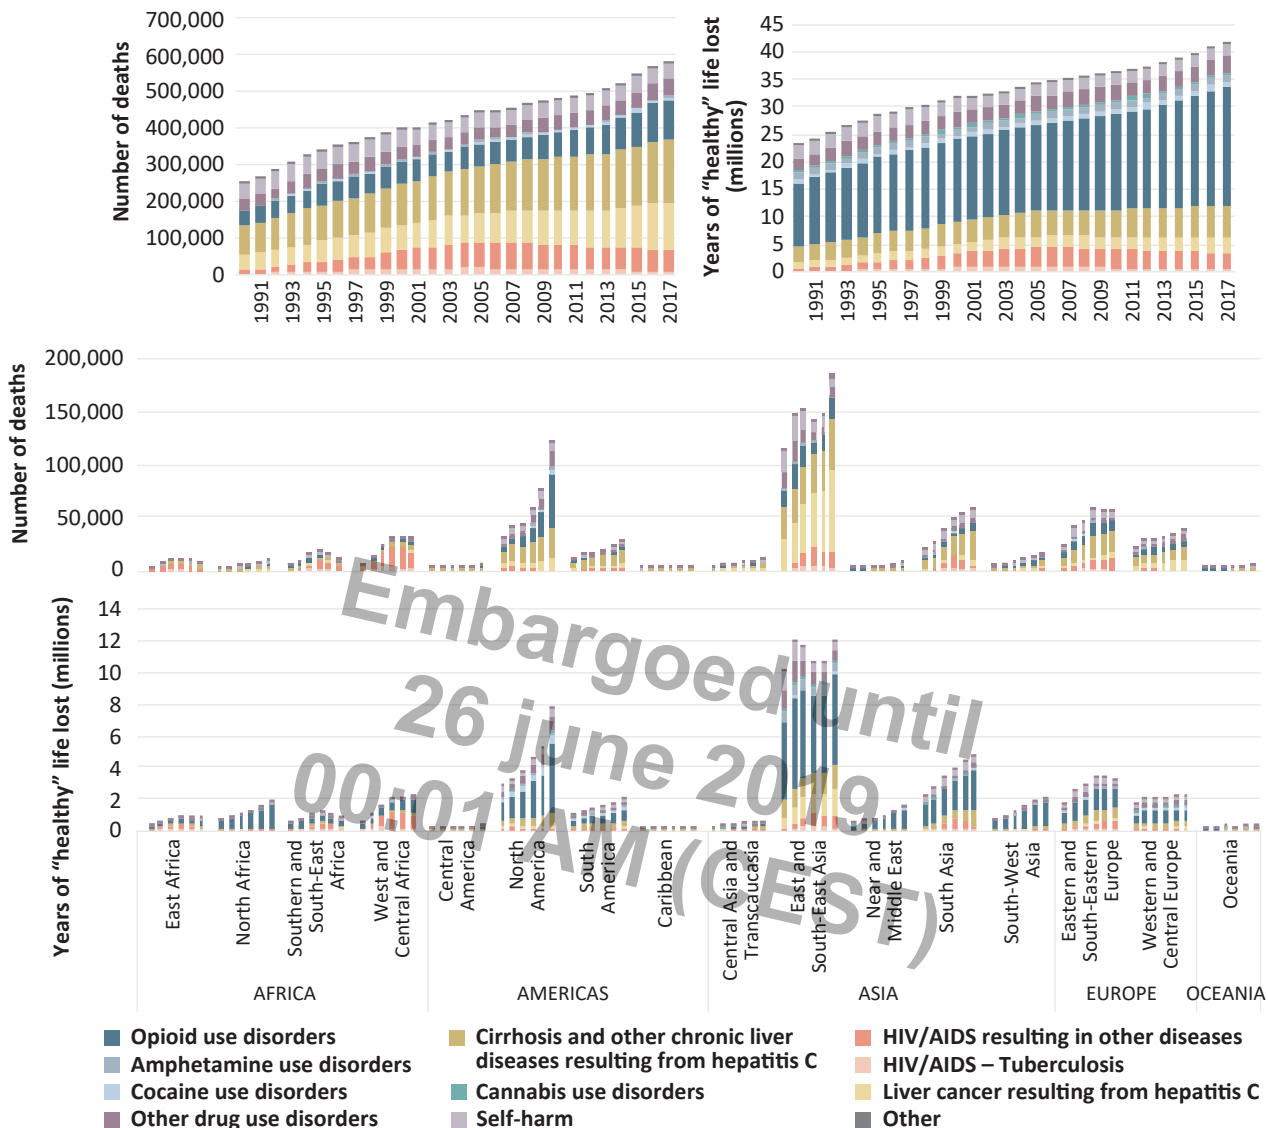 700,000
600,000
500,000
400,000
300,000
200,000
100,000
0
Number of deaths
1991
1993
1995
1997
1999
2001
2003
2005
2007
2009
2011
2013
2015
2017
45
40
35
30
25
20
15
10
5
0
Years of “healthy” life lost
(millions)
1991
1993
1995
1997
1999
2001
2003
2005
2007
2009
2011
2013
2015
2017
200,000
150,000
100,000
50,000
0
Number of deaths
14
12
10
8
6
4
2
0
Years of “healthy” life lost (millions)
Embargoed until
26 june 2019
00:01 AM (CEST)
East Africa
North Africa
Southern and
South-East
Africa
West and
Central Africa
Central
America
North
America
South
America
Caribbean
Central Asia and
Transcaucasia
East and
South-East Asia
Near and
Middle East
South Asia
South-West
Asia
Eastern and
South-Eastern
Europe
Western and
Central Europe
Oceania
AFRICA
AMERICAS
ASIA
EUROPE
OCEANIA
Opioid use disorders
Amphetamine use disorders
Cocaine use disorders
Other drug use disorders
Cirrhosis and other chronic liver
diseases resulting from hepatitis C
Cannabis use disorders
Self-harm
HIV/AIDS resulting in other diseases
HIV/AIDS – Tuberculosis
Liver cancer resulting from hepatitis C
Other